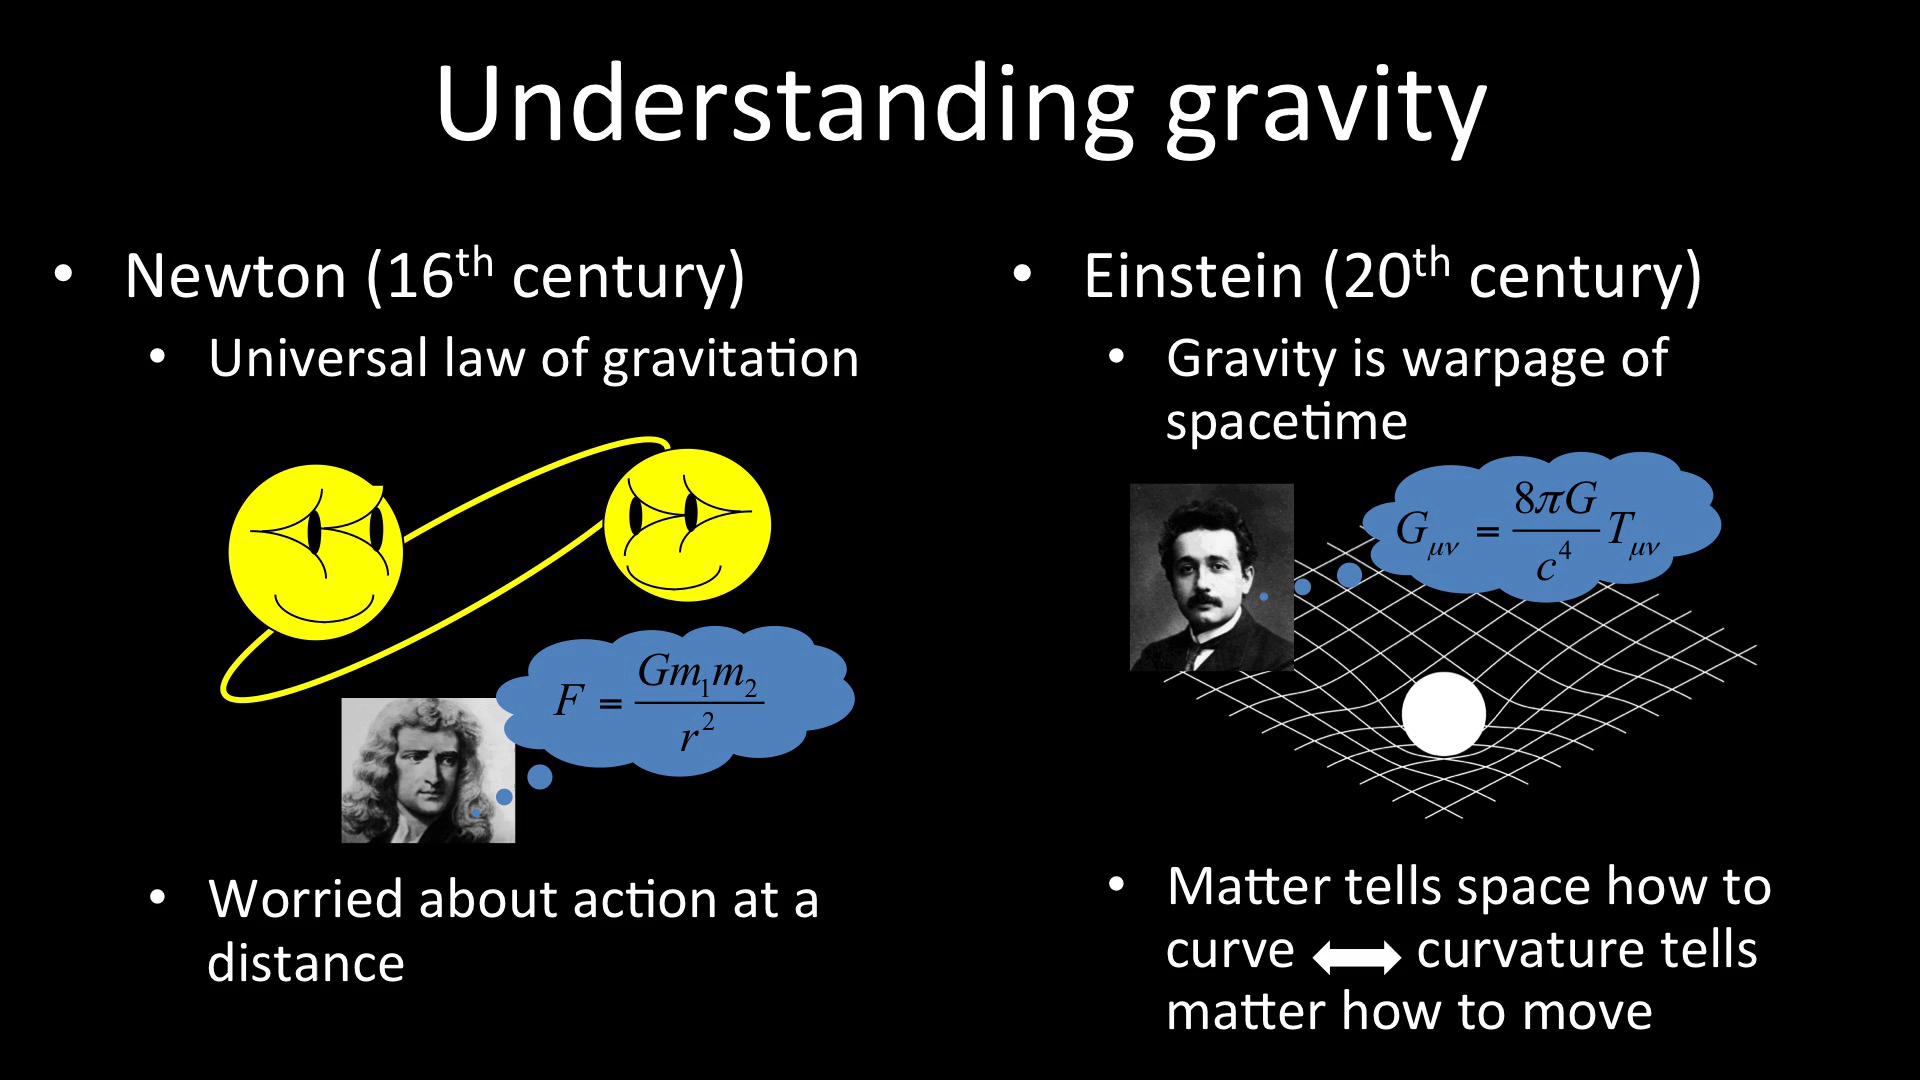 Understanding gravity
• Newton (16th century)
• Universal law of gravitation
F = Gm₁m₂ / r²
• Worried about action at a
distance
• Einstein (20th century)
• Gravity is warpage of
spacetime
Gμν = 8πG / c⁴ Tμν
• Matter tells space how to
curve ⟷ curvature tells
matter how to move